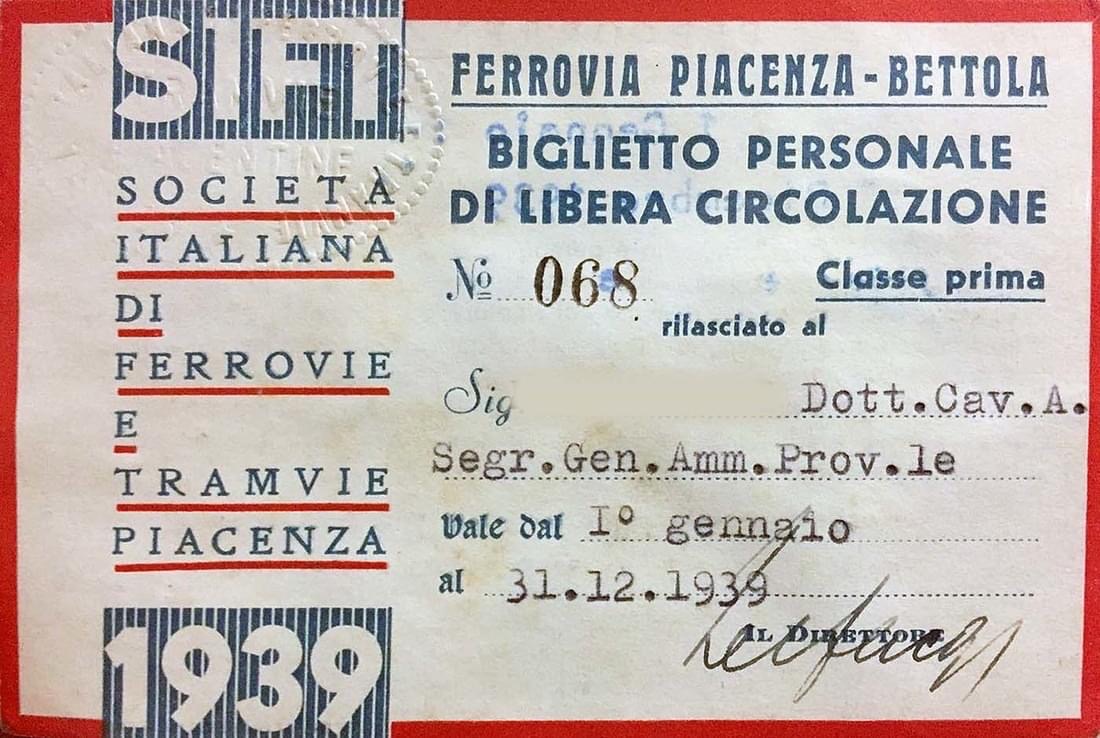 SIFT
SOCIETÀ
ITALIANA
DI
FERROVIE
E
TRAMVIE
PIACENZA
1939
FERROVIA PIACENZA-BETTOLA
BIGLIETTO PERSONALE
DI LIBERA CIRCOLAZIONE
Nº 068 Classe prima
rilasciato al
Sig Dott.Cav.A.
Segr.Gen.Amm.Prov.le
Vale dal Iº gennaio
al 31.12.1939
IL DIRETTORE